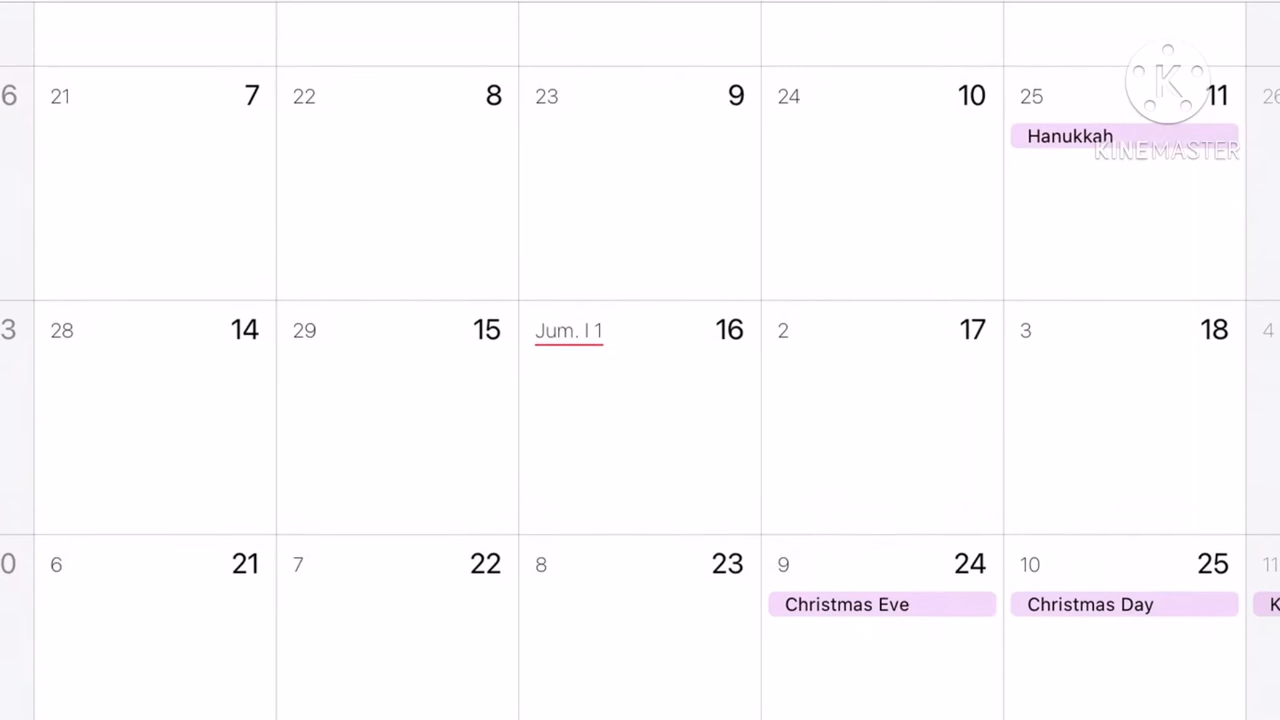 6 21 7 22 8 23 9 24 10 25 11 26
Hanukkah
K
KINEMASTER
3 28 14 29 15 Jum. I 1 16 2 17 3 18 4
0 6 21 7 22 8 23 9 24 10 25 11
Christmas Eve Christmas Day K